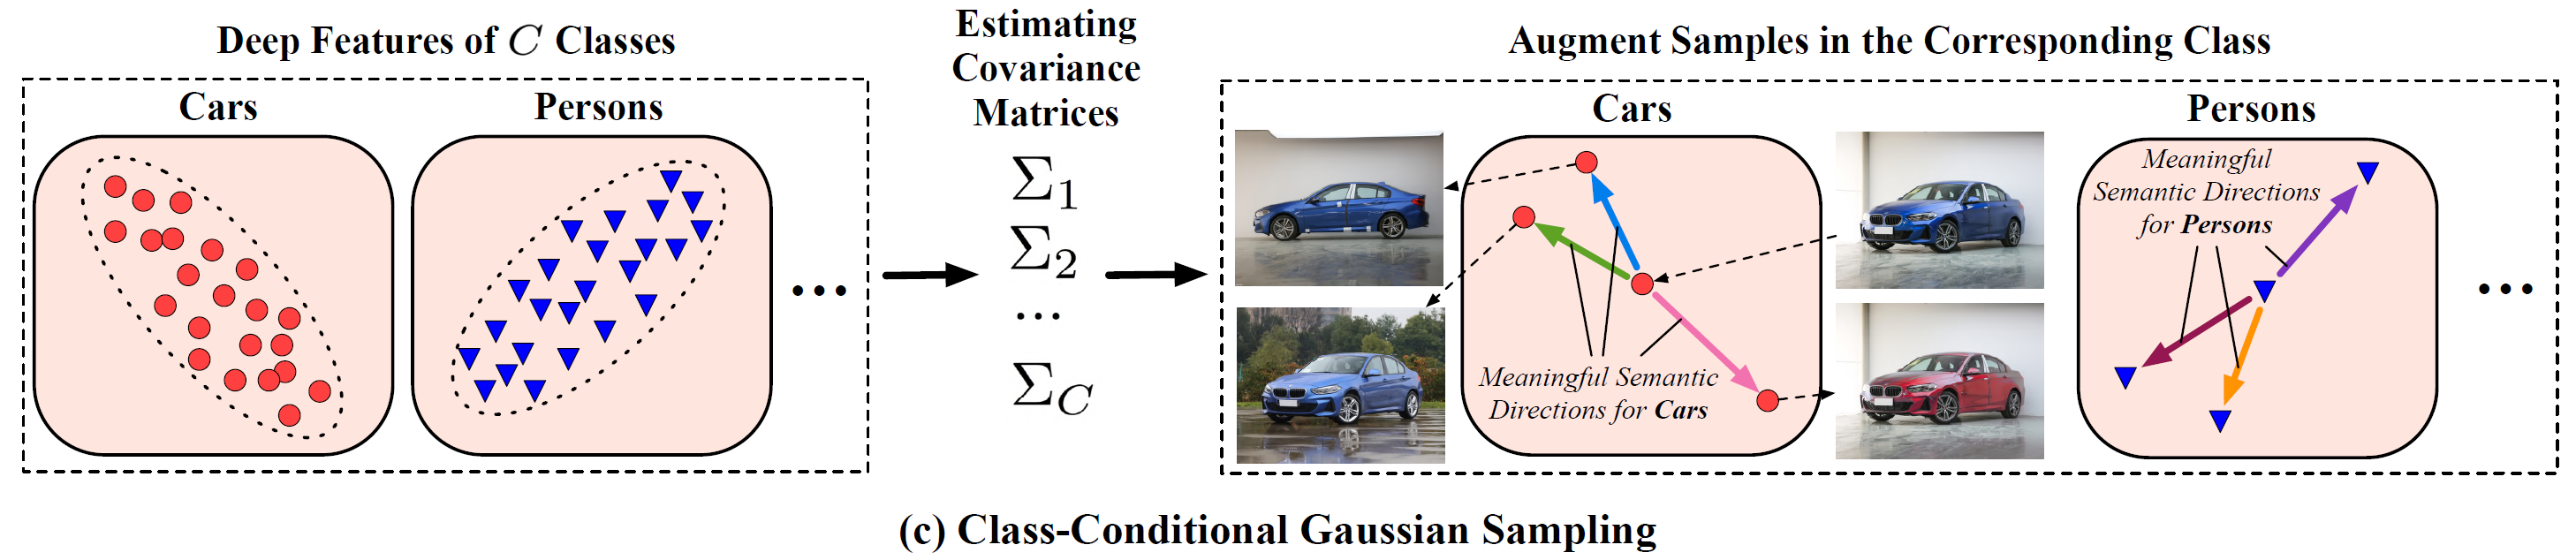 Deep Features of C Classes
Cars
Persons
...
Estimating
Covariance
Matrices
Σ1
Σ2
...
ΣC
Augment Samples in the Corresponding Class
Cars
Meaningful Semantic
Directions for Cars
Persons
Meaningful
Semantic Directions
for Persons
...
(c) Class-Conditional Gaussian Sampling